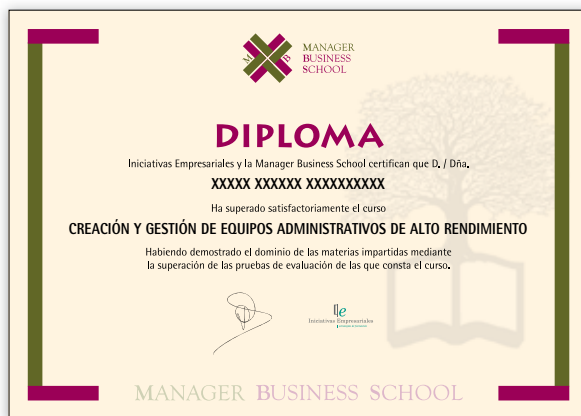 M B
MANAGER
BUSINESS
SCHOOL
DIPLOMA
Iniciativas Empresariales y la Manager Business School certifican que D. / Dña.
XXXXX XXXXXX XXXXXXXXXX
Ha superado satisfactoriamente el curso
CREACIÓN Y GESTIÓN DE EQUIPOS ADMINISTRATIVOS DE ALTO RENDIMIENTO
Habiendo demostrado el dominio de las materias impartidas mediante
la superación de las pruebas de evaluación de las que consta el curso.
Iniciativas Empresariales
MANAGER BUSINESS SCHOOL